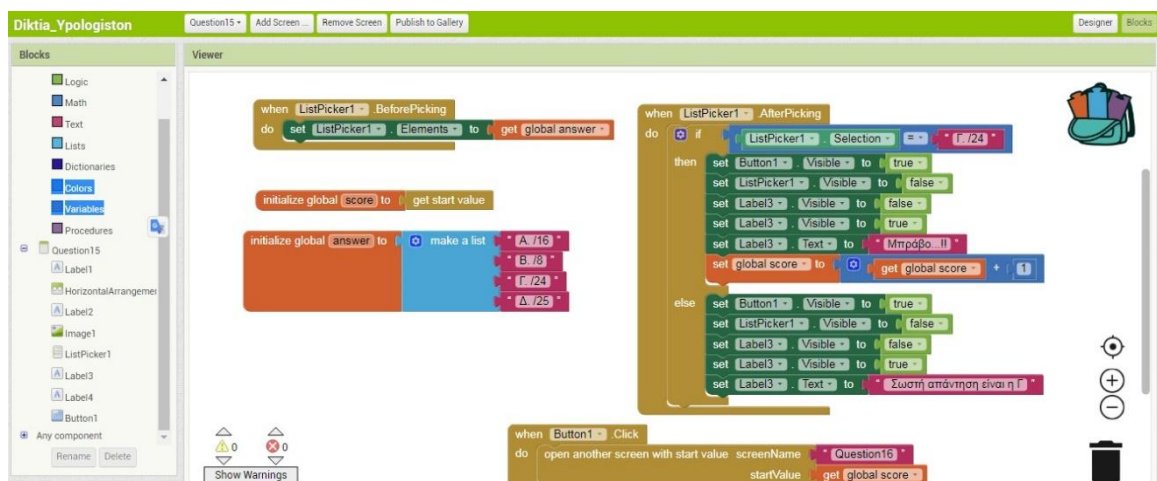 Diktia_Ypologiston
Question15
Add Screen ...
Remove Screen
Publish to Gallery
Designer
Blocks
Blocks
Viewer
Logic
Math
Text
Lists
Dictionaries
Colors
Variables
Procedures
Question15
Label1
HorizontalArrangemer
Label2
Image1
ListPicker1
Label3
Label4
Button1
Any component
Rename Delete
when ListPicker1 .BeforePicking
do set ListPicker1 . Elements to get global answer
initialize global score to get start value
initialize global answer to make a list " A. /16 "
" B. /8 "
" Γ. /24 "
" Δ. /25 "
when ListPicker1 .AfterPicking
do if ListPicker1 . Selection = " Γ. /24 "
then set Button1 . Visible to true
set ListPicker1 . Visible to false
set Label3 . Visible to false
set Label3 . Visible to true
set Label3 . Text to " Μπράβο...!! "
set global score to get global score + 1
else set Button1 . Visible to true
set ListPicker1 . Visible to false
set Label3 . Visible to false
set Label3 . Visible to true
set Label3 . Text to " Σωστή απάντηση είναι η Γ "
when Button1 .Click
do open another screen with start value screenName " Question16 "
startValue get global score
0 0
Show Warnings